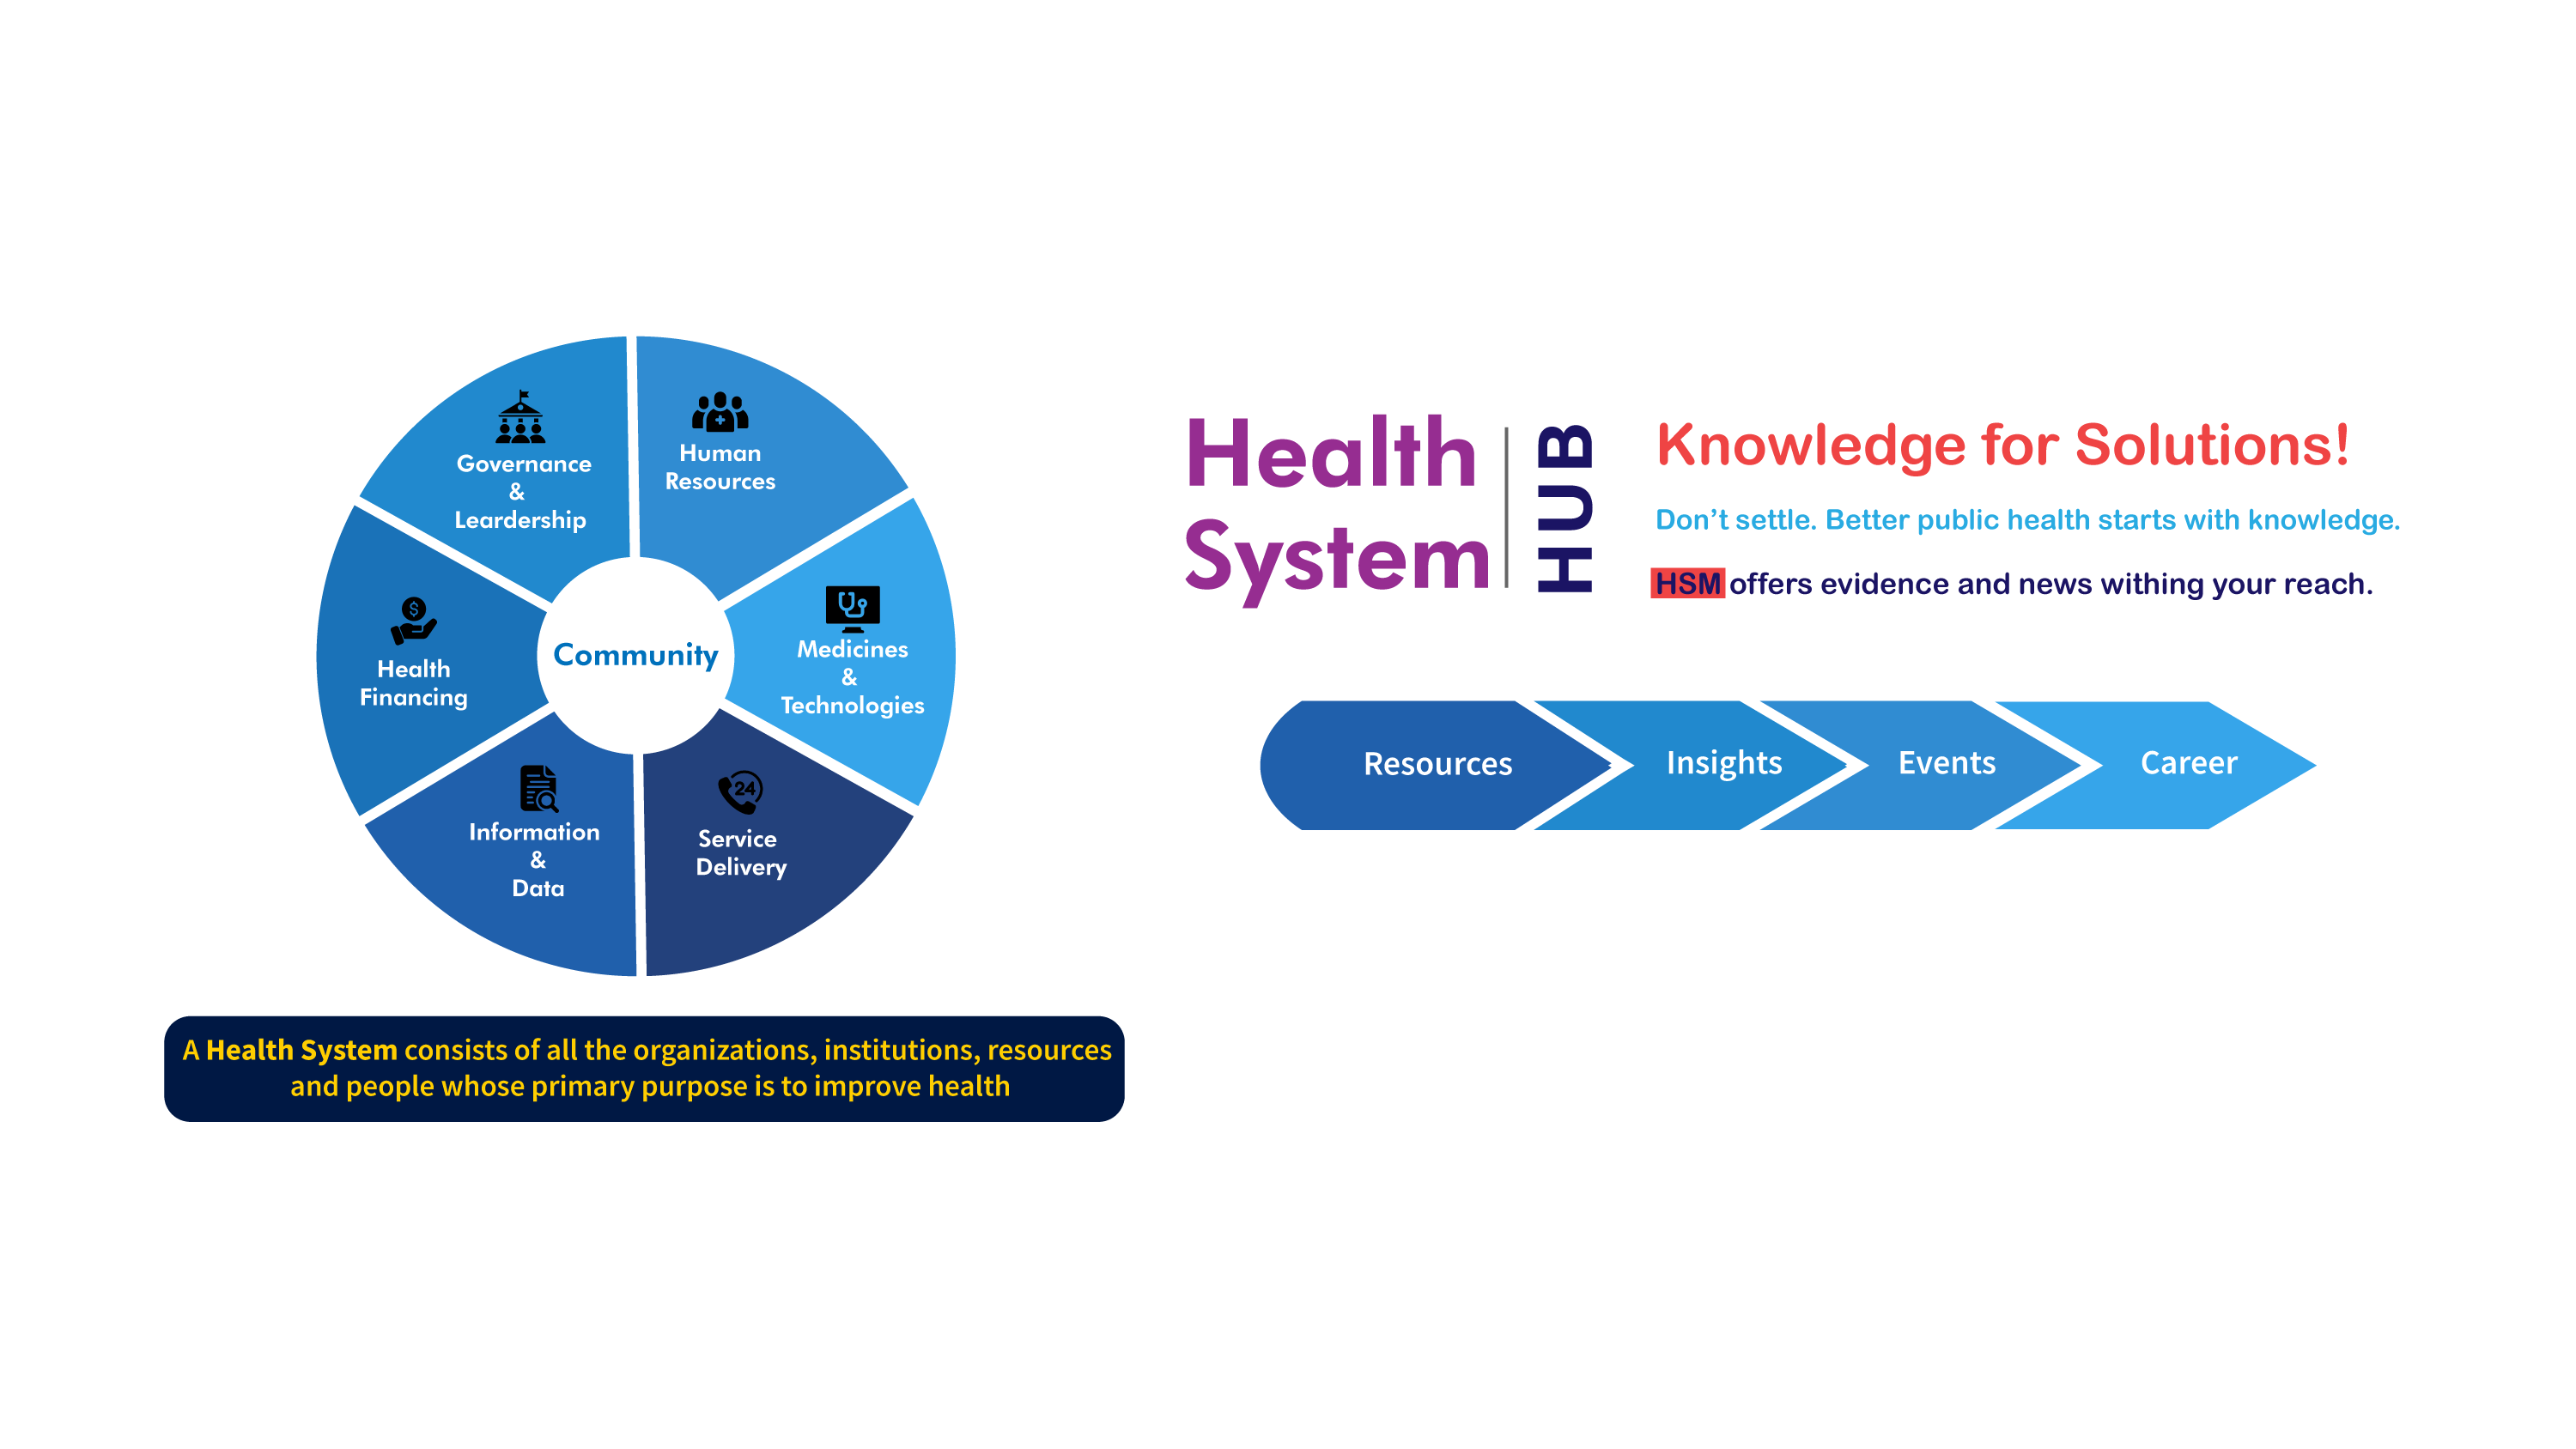 Governance
&
Leardership
Human
Resources
Health
Financing
Community
Medicines
&
Technologies
Information
&
Data
24
Service
Delivery
$
A Health System consists of all the organizations, institutions, resources
and people whose primary purpose is to improve health
Health
System
HUB
Knowledge for Solutions!
Don’t settle. Better public health starts with knowledge.
HSM offers evidence and news withing your reach.
Resources
Insights
Events
Career